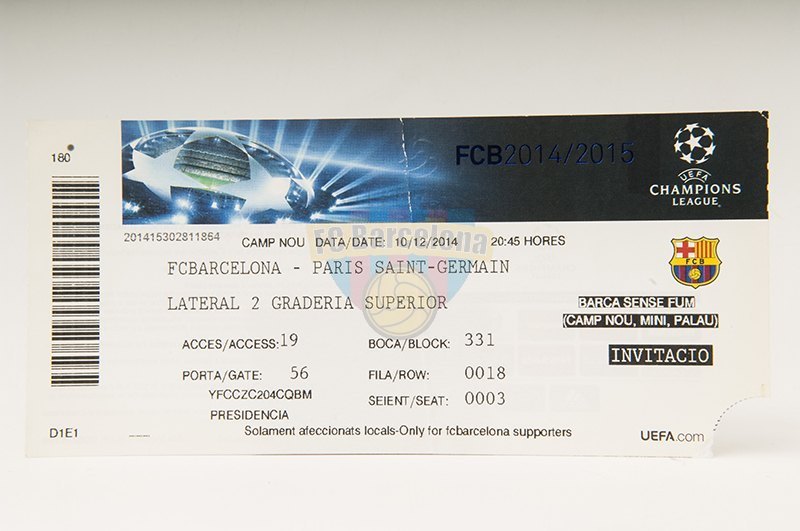 180
FCB2014/2015
UEFA
CHAMPIONS
LEAGUE
201415302811864
CAMP NOU DATA/DATE: 10/12/2014 20:45 HORES
FC Barcelona
FCBARCELONA - PARIS SAINT-GERMAIN
FCB
LATERAL 2 GRADERIA SUPERIOR
BARCA SENSE FUM
(CAMP NOU, MINI, PALAU)
ACCES/ACCESS: 19 BOCA/BLOCK: 331
INVITACIO
PORTA/GATE: 56 FILA/ROW: 0018
YFCCZC204CQBM
SEIENT/SEAT: 0003
PRESIDENCIA
D1E1
Solament afeccionats locals-Only for fcbarcelona supporters
UEFA.com